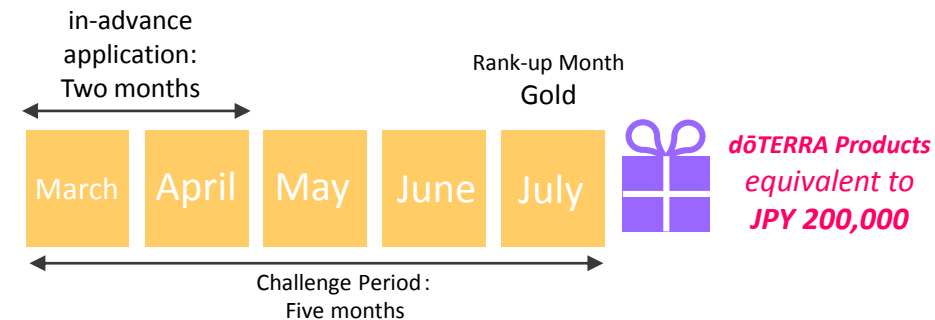 in-advance
application:
Two months
Rank-up Month
Gold
March
April
May
June
July
dōTERRA Products
equivalent to
JPY 200,000
Challenge Period:
Five months